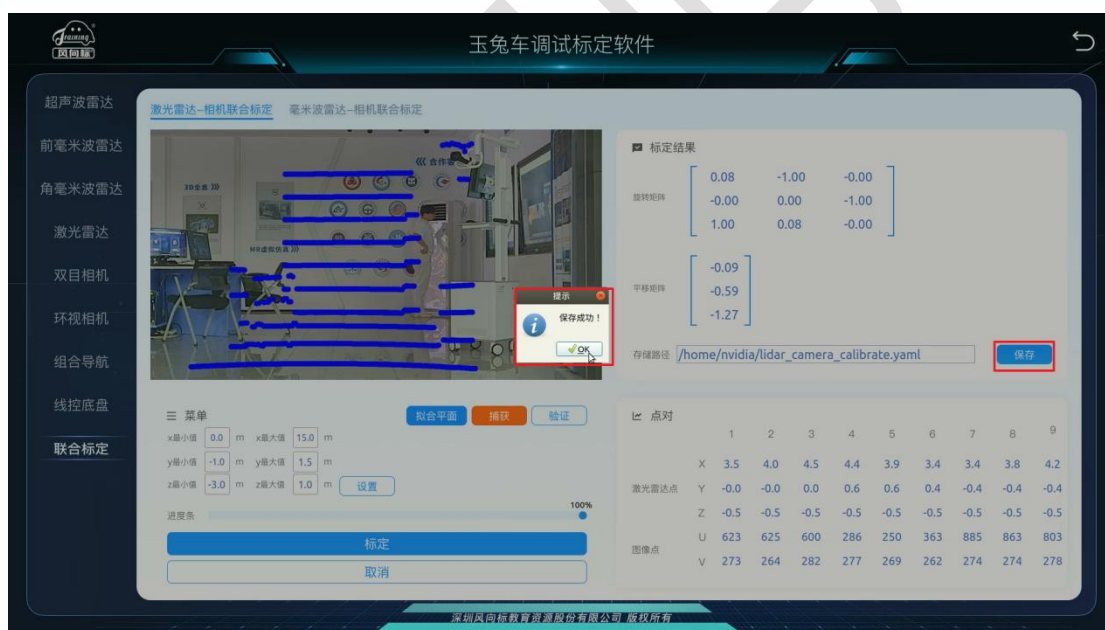 Training
风向标
玉兔车调试标定软件
超声波雷达
前毫米波雷达
角毫米波雷达
激光雷达
双目相机
环视相机
组合导航
线控底盘
联合标定
激光雷达–相机联合标定 毫米波雷达–相机联合标定
3D全息 》》
MR虚拟仿真 》》
提示
保存成功！
OK
标定结果
旋转矩阵
0.08 -1.00 -0.00
-0.00 0.00 -1.00
1.00 0.08 -0.00
平移矩阵
-0.09
-0.59
-1.27
存储路径 /home/nvidia/lidar_camera_calibrate.yaml 保存
菜单 拟合平面 捕获 验证
x最小值 0.0 m x最大值 15.0 m
y最小值 -1.0 m y最大值 1.5 m
z最小值 -3.0 m z最大值 1.0 m 设置
进度条 100%
标定
取消
点对
1 2 3 4 5 6 7 8 9
激光雷达点
X 3.5 4.0 4.5 4.4 3.9 3.4 3.4 3.8 4.2
Y -0.0 -0.0 0.0 0.6 0.6 0.4 -0.4 -0.4 -0.4
Z -0.5 -0.5 -0.5 -0.5 -0.5 -0.5 -0.5 -0.5 -0.5
图像点
U 623 625 600 286 250 363 885 863 803
V 273 264 282 277 269 262 274 274 278
深圳风向标教育资源股份有限公司 版权所有